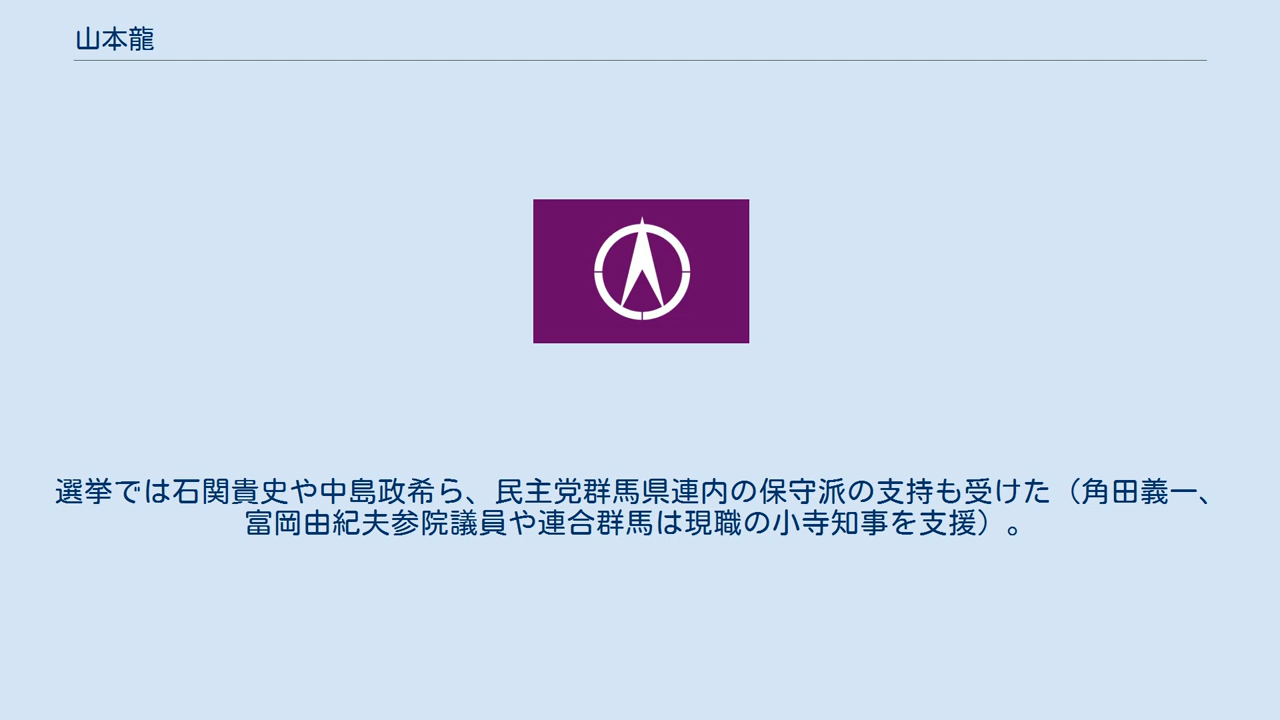 山本龍
選挙では石関貴史や中島政希ら、民主党群馬県連内の保守派の支持も受けた（角田義一、
富岡由紀夫参院議員や連合群馬は現職の小寺知事を支援）。